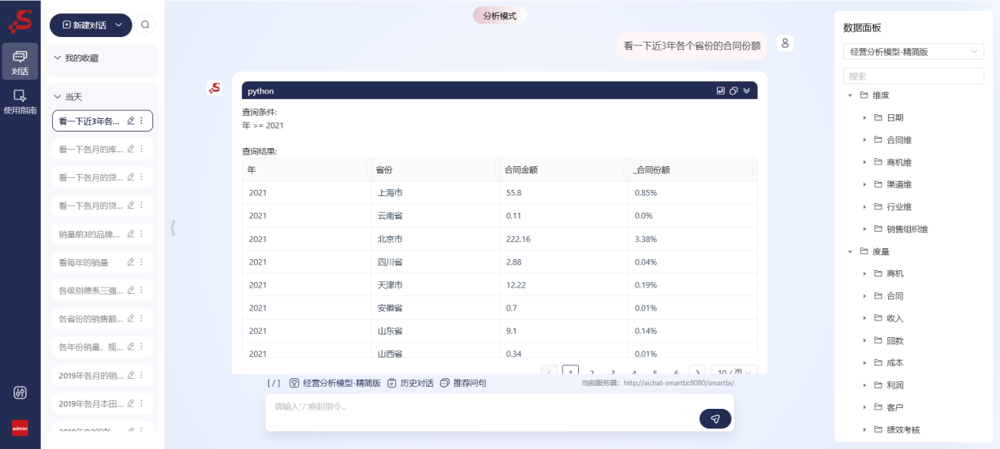 对话
使用指南
admin
新建对话
我的收藏
当天
看一下近3年各...
看一下各月的库...
看一下各月的贷...
看一下各月的贷...
销量前3的品牌...
看每年的销量
各级别德系三强...
各省份的销售额...
各年份销量，规...
2019年各月的销...
2019年各月本田...
分析模式
看一下近3年各个省份的合同份额
python
查询条件:
年 >= 2021
查询结果:
年 省份 合同金额 _合同份额
2021 上海市 55.8 0.85%
2021 云南省 0.11 0.0%
2021 北京市 222.16 3.38%
2021 四川省 2.88 0.04%
2021 天津市 12.22 0.19%
2021 安徽省 0.7 0.01%
2021 山东省 9.1 0.14%
2021 山西省 0.34 0.01%
1 2 3 4 5 6 10 / 页
[ / ] 经营分析模型-精简版 历史对话 推荐问句
当前服务器： http://aichat-smartbi:8080/smartbi/
请输入"/"唤起指令...
数据面板
经营分析模型-精简版
搜索
维度
日期
合同维
商机维
渠道维
行业维
销售组织维
度量
商机
合同
收入
回款
成本
利润
客户
绩效考核